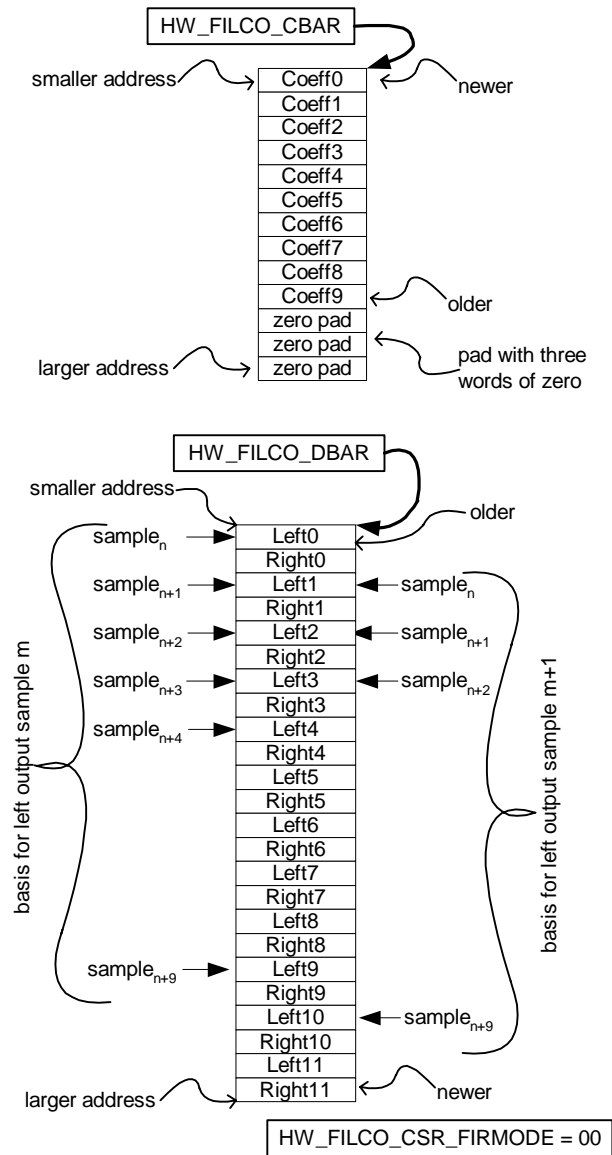 HW_FILCO_CBAR
smaller address
newer
Coeff0
Coeff1
Coeff2
Coeff3
Coeff4
Coeff5
Coeff6
Coeff7
Coeff8
Coeff9
older
zero pad
zero pad
zero pad
larger address
pad with three
words of zero
HW_FILCO_DBAR
smaller address
older
basis for left output sample m
sample_n
sample_n+1
sample_n+2
sample_n+3
sample_n+4
sample_n+9
Left0
Right0
Left1
Right1
Left2
Right2
Left3
Right3
Left4
Right4
Left5
Right5
Left6
Right6
Left7
Right7
Left8
Right8
Left9
Right9
Left10
Right10
Left11
Right11
sample_n
sample_n+1
sample_n+2
sample_n+9
basis for left output sample m+1
larger address
newer
HW_FILCO_CSR_FIRMODE = 00